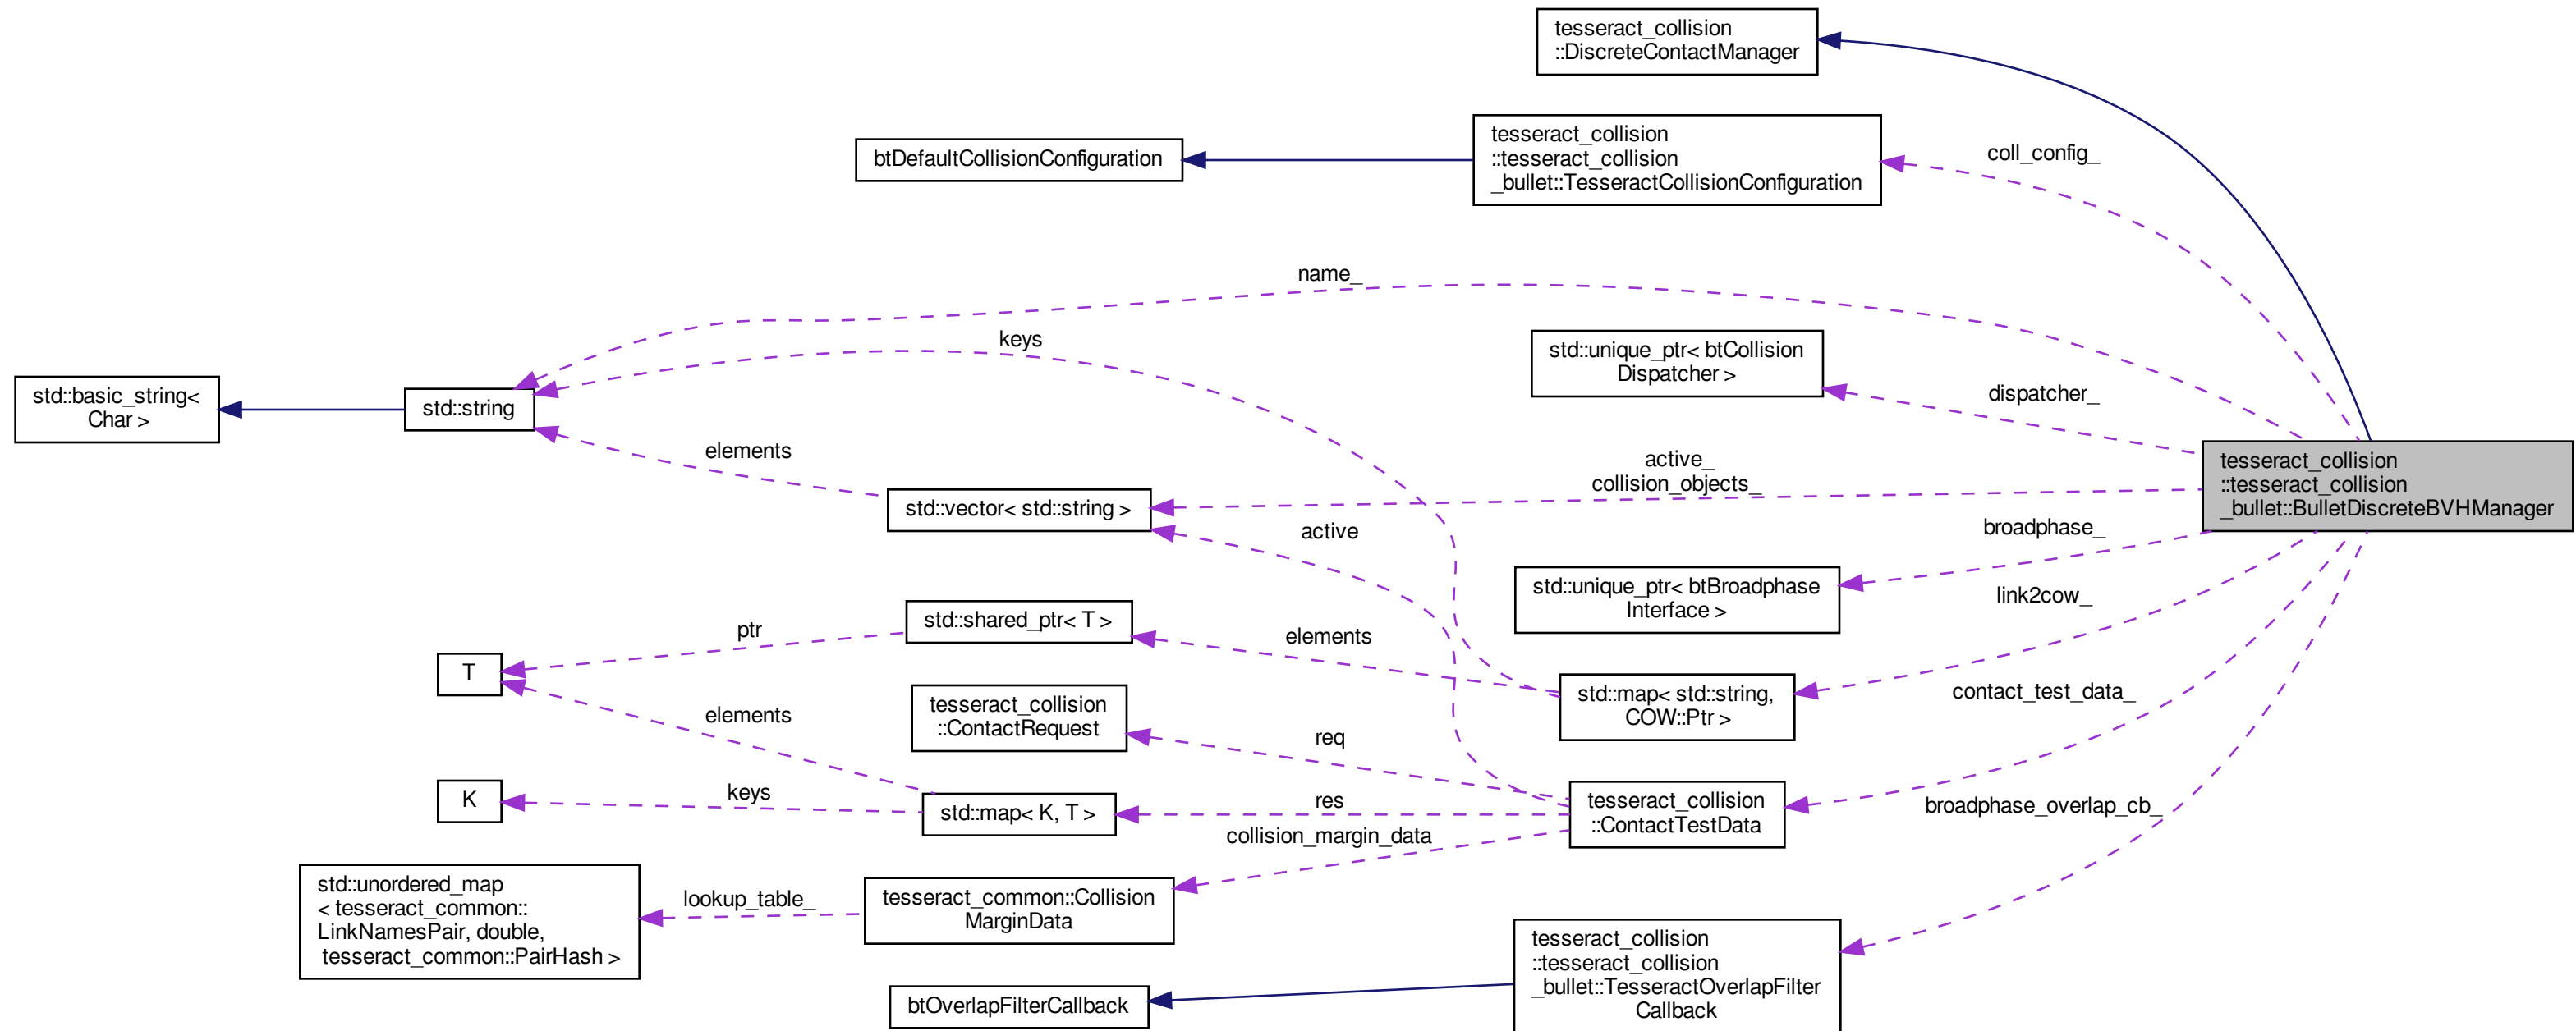 tesseract_collision
::DiscreteContactManager
btDefaultCollisionConfiguration
tesseract_collision
::tesseract_collision
_bullet::TesseractCollisionConfiguration
coll_config_
name_
keys
std::unique_ptr< btCollision
Dispatcher >
dispatcher_
std::basic_string<
Char >
std::string
elements
std::vector< std::string >
active_
collision_objects_
tesseract_collision
::tesseract_collision
_bullet::BulletDiscreteBVHManager
active
broadphase_
std::unique_ptr< btBroadphase
Interface >
link2cow_
std::shared_ptr< T >
ptr
elements
T
std::map< std::string,
COW::Ptr >
contact_test_data_
tesseract_collision
::ContactRequest
elements
req
K
keys
std::map< K, T >
res
tesseract_collision
::ContactTestData
broadphase_overlap_cb_
collision_margin_data
std::unordered_map
< tesseract_common::
LinkNamesPair, double,
tesseract_common::PairHash >
lookup_table_
tesseract_common::Collision
MarginData
tesseract_collision
::tesseract_collision
_bullet::TesseractOverlapFilter
Callback
btOverlapFilterCallback